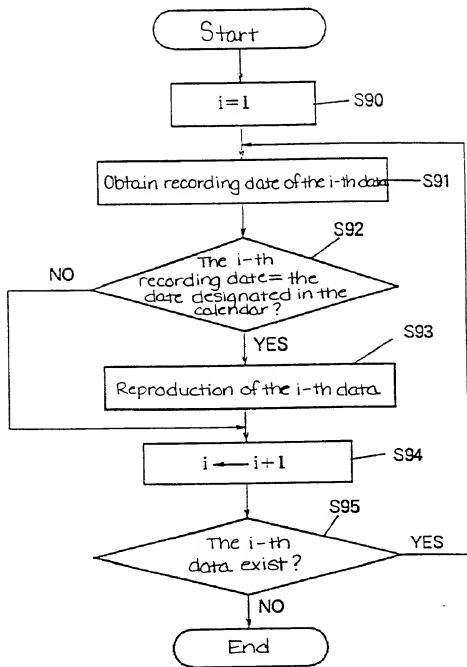 Start
i=1
S90
Obtain recording date of the i-th data
S91
S92
NO
The i-th
recording date=the
date designated in the
calendar?
YES
S93
Reproduction of the i-th data
i ← i+1
S94
S95
The i-th
data exist?
YES
NO
End